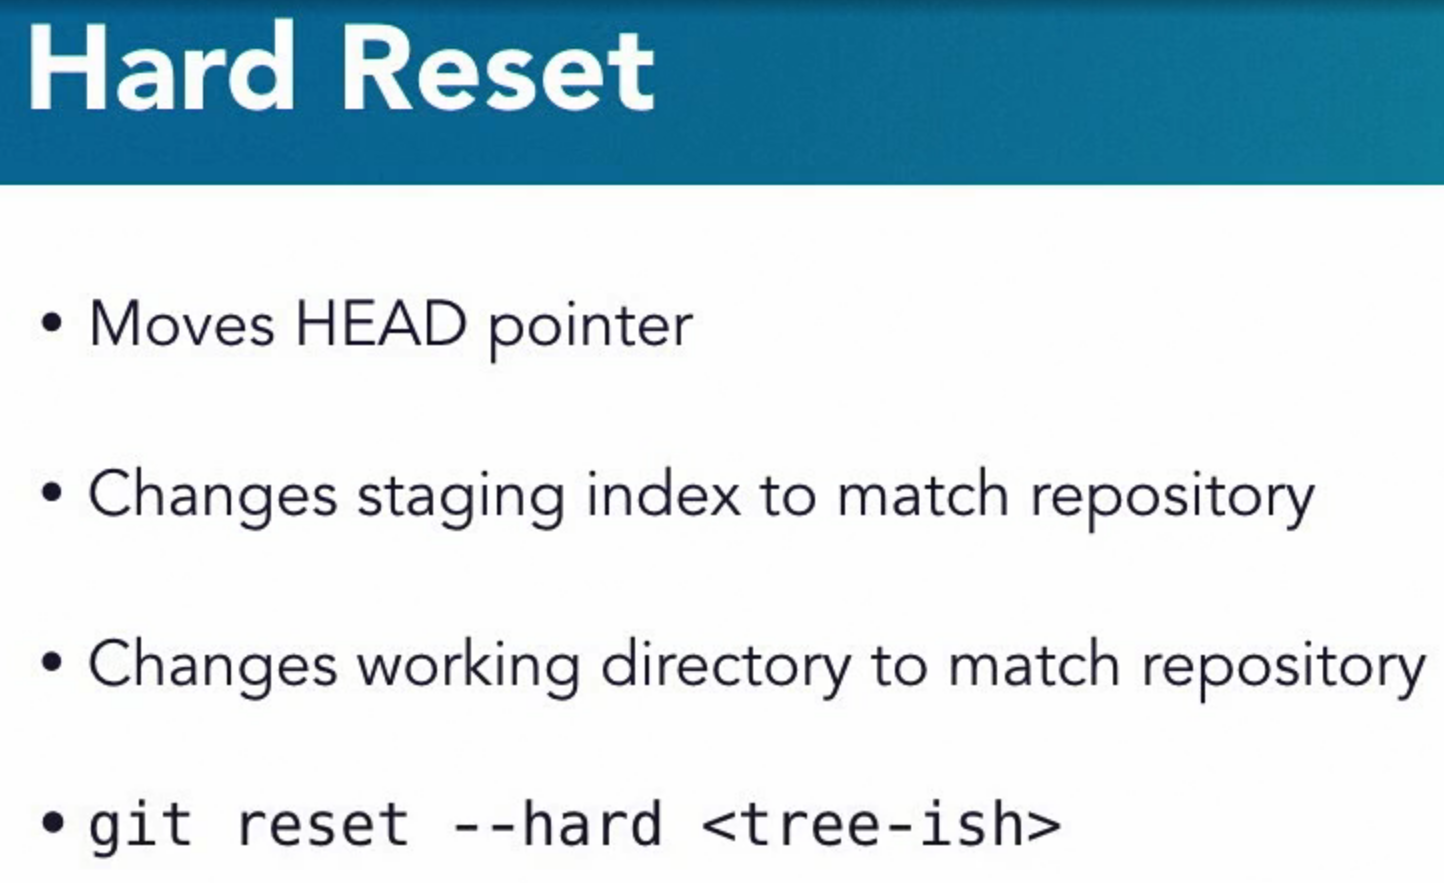 Hard Reset
• Moves HEAD pointer
• Changes staging index to match repository
• Changes working directory to match repository
• git reset --hard <tree-ish>